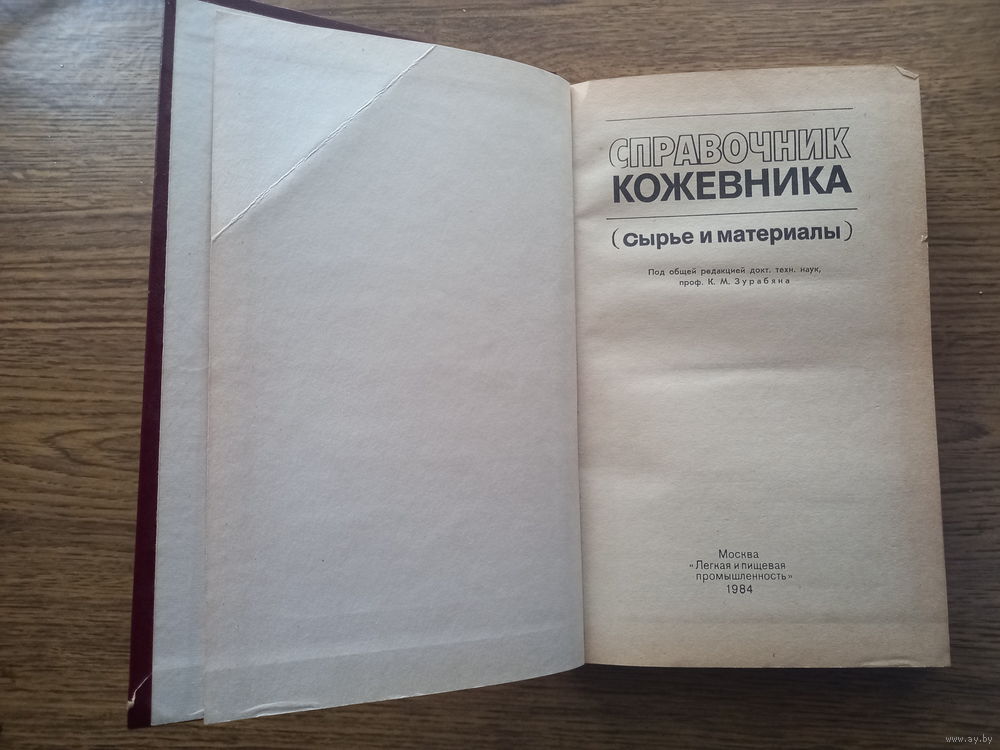 СПРАВОЧНИК
КОЖЕВНИКА
(сырье и материалы)
Под общей редакцией докт. техн. наук,
проф. К. М. Зурабяна
Москва
«Легкая и пищевая
промышленность»
1984
© www.ay.by